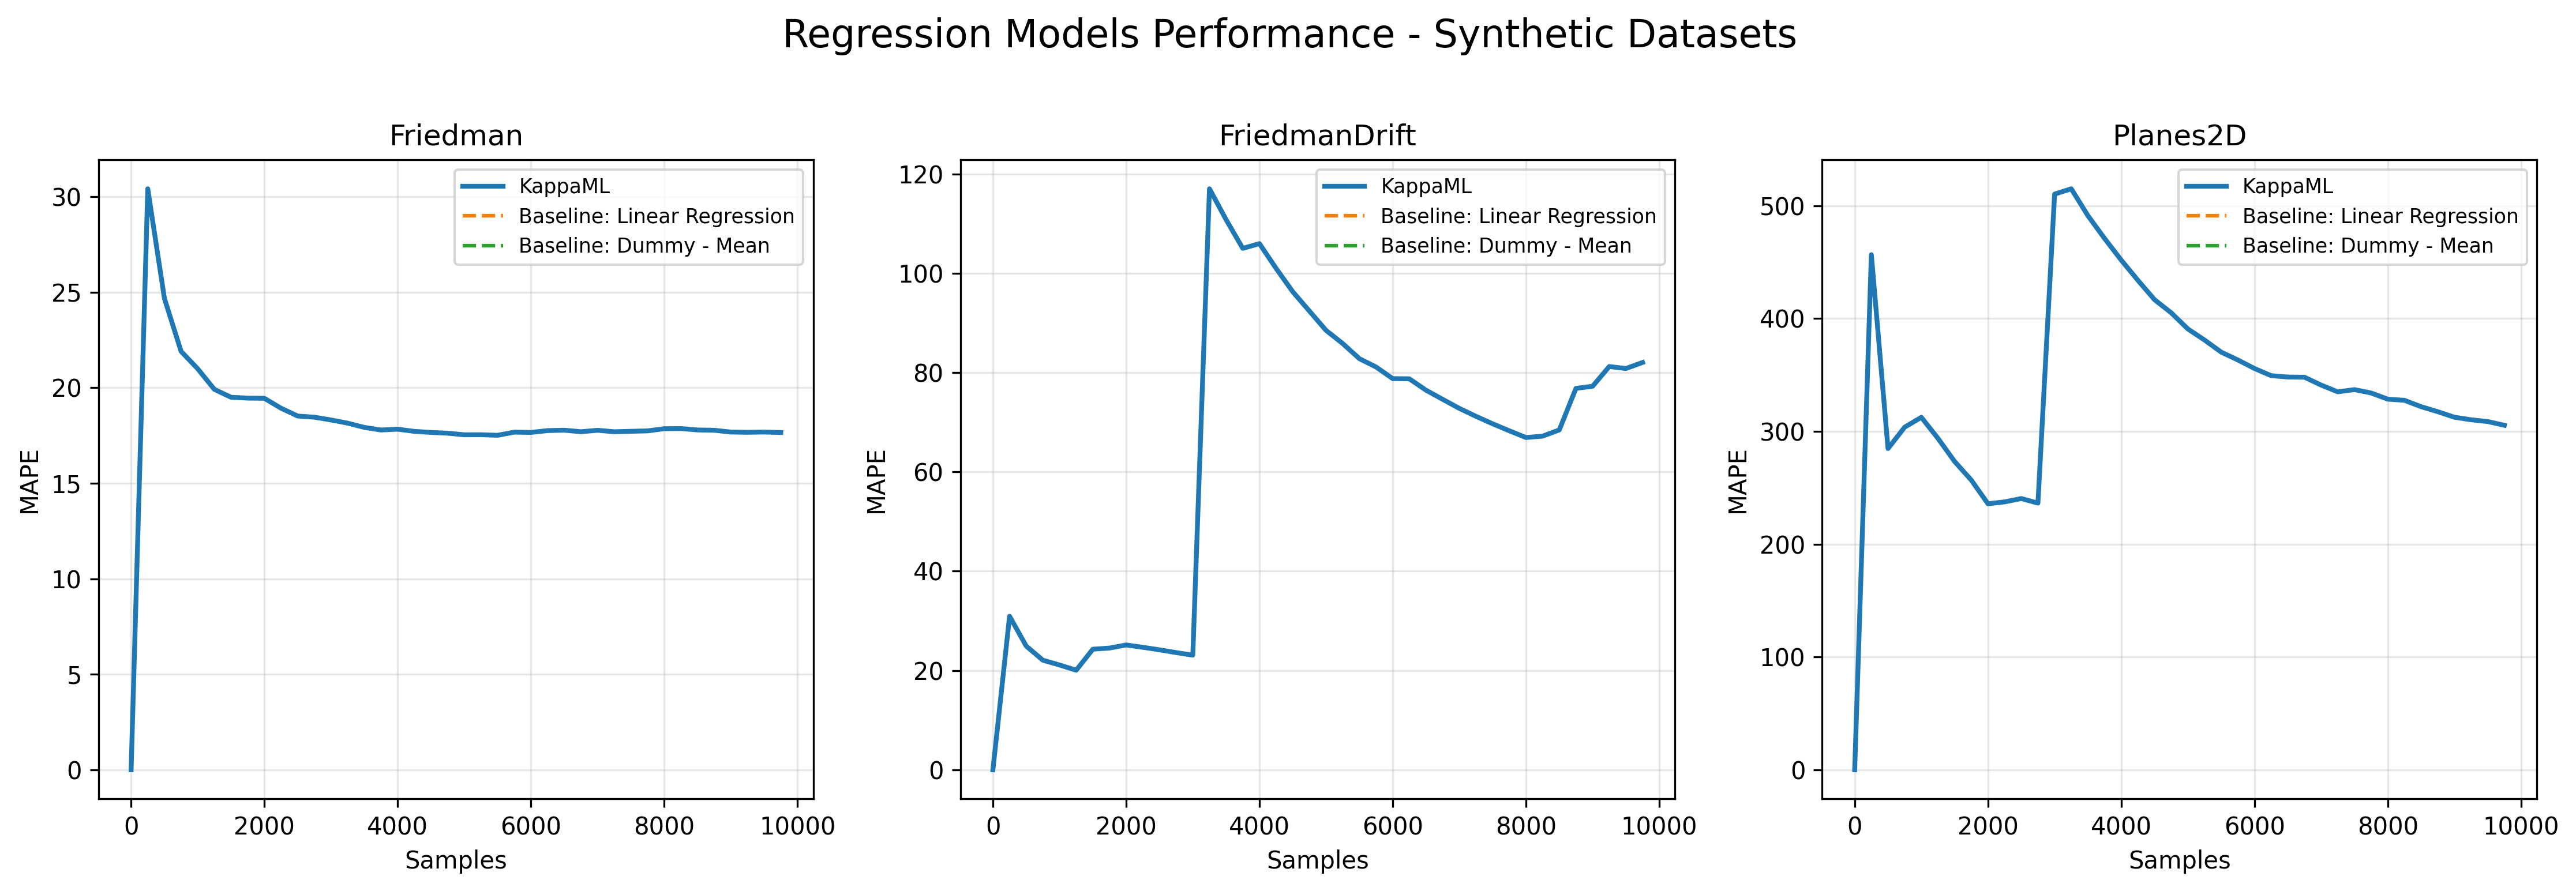 Regression Models Performance - Synthetic Datasets
Friedman
MAPE
30
25
20
15
10
5
0
KappaML
Baseline: Linear Regression
Baseline: Dummy - Mean
0 2000 4000 6000 8000 10000
Samples
FriedmanDrift
MAPE
120
100
80
60
40
20
0
KappaML
Baseline: Linear Regression
Baseline: Dummy - Mean
0 2000 4000 6000 8000 10000
Samples
Planes2D
MAPE
500
400
300
200
100
0
KappaML
Baseline: Linear Regression
Baseline: Dummy - Mean
0 2000 4000 6000 8000 10000
Samples